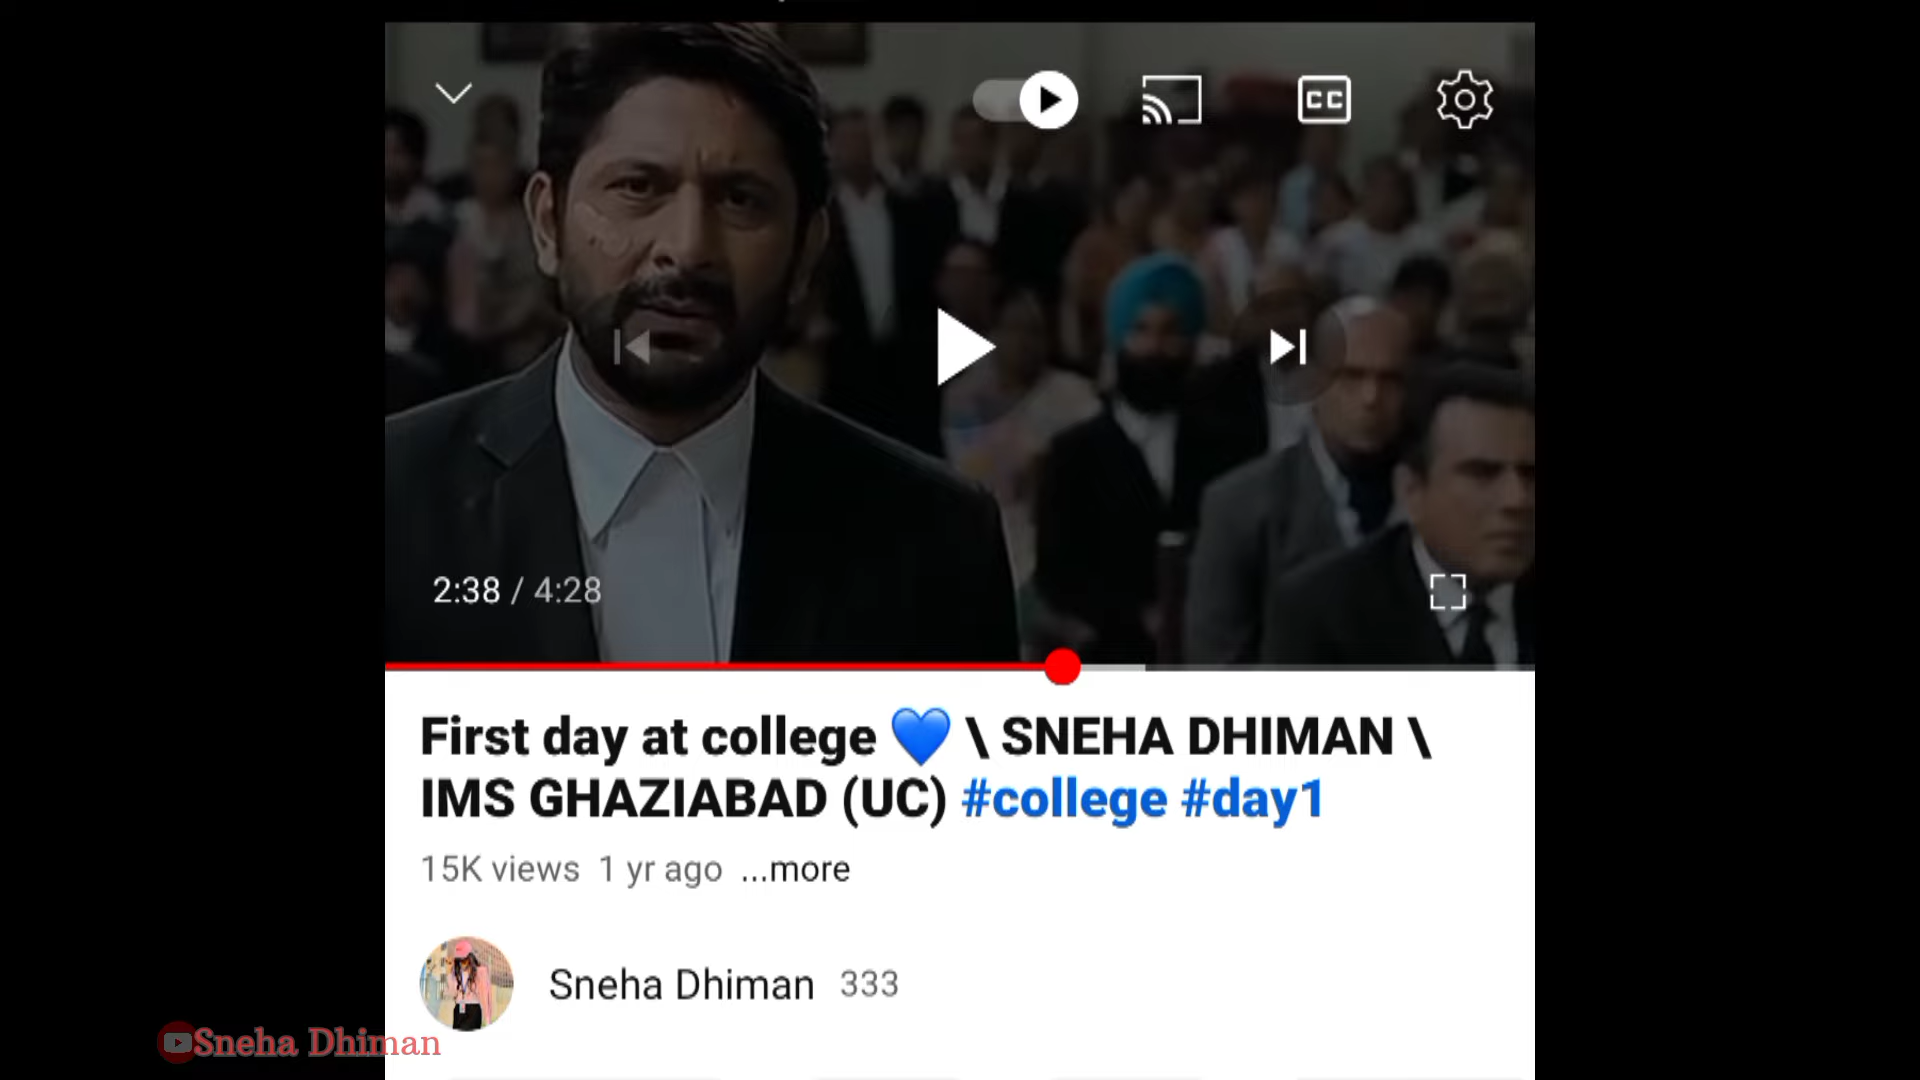 CC
2:38 / 4:28
First day at college 💙 \ SNEHA DHIMAN \
IMS GHAZIABAD (UC) #college #day1
15K views 1 yr ago ...more
Sneha Dhiman 333
Sneha Dhiman